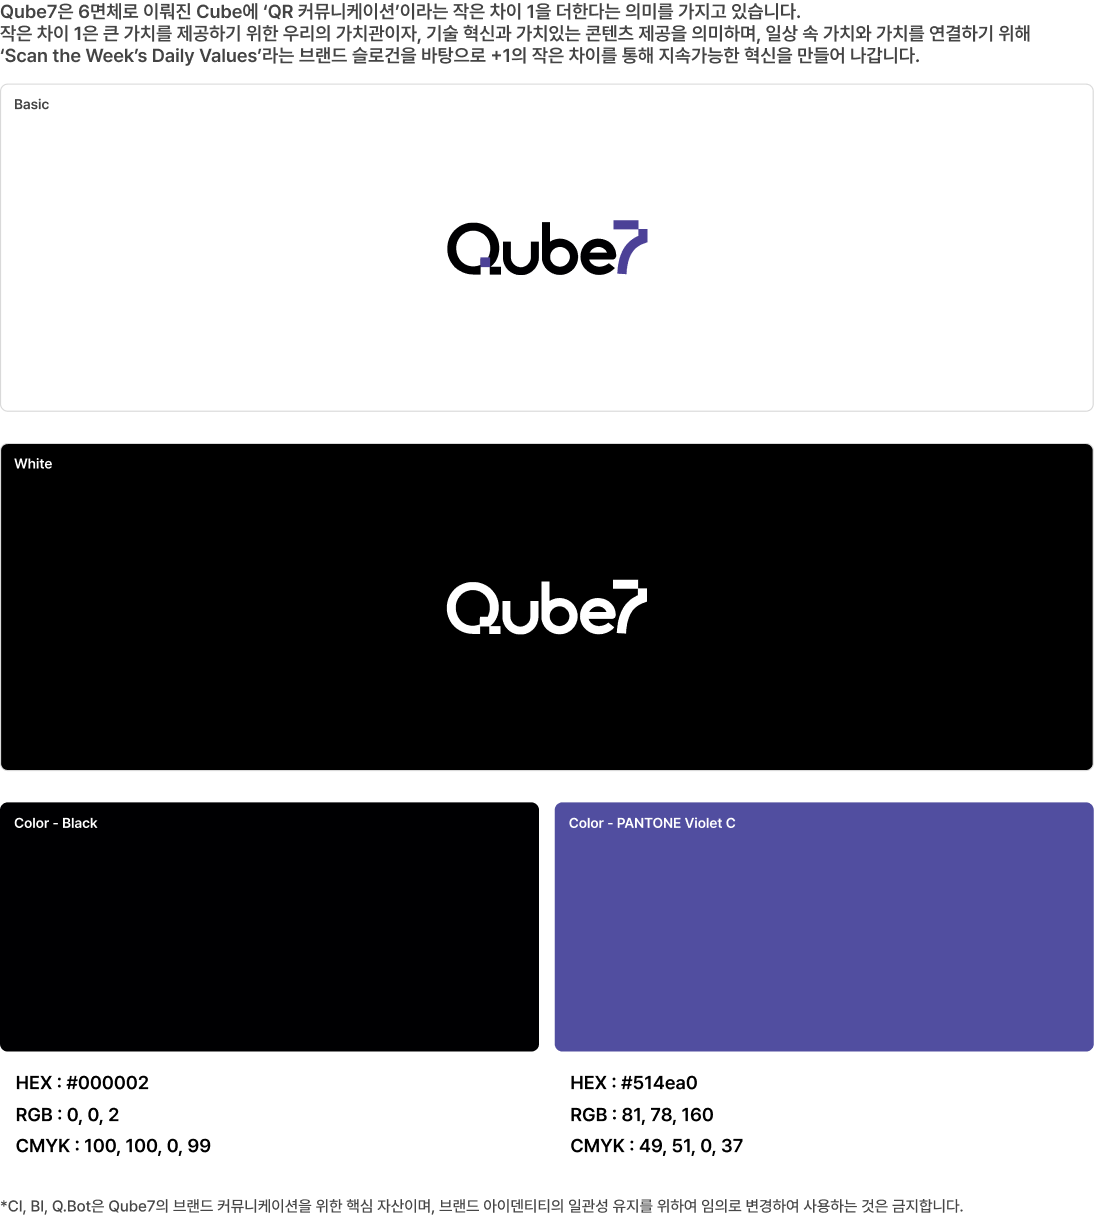 Qube7은 6면체로 이뤄진 Cube에 ‘QR 커뮤니케이션’이라는 작은 차이 1을 더한다는 의미를 가지고 있습니다.
작은 차이 1은 큰 가치를 제공하기 위한 우리의 가치관이자, 기술 혁신과 가치있는 콘텐츠 제공을 의미하며, 일상 속 가치와 가치를 연결하기 위해
‘Scan the Week’s Daily Values’라는 브랜드 슬로건을 바탕으로 +1의 작은 차이를 통해 지속가능한 혁신을 만들어 나갑니다.
Basic
Qube7
White
Qube7
Color - Black
Color - PANTONE Violet C
HEX : #000002
RGB : 0, 0, 2
CMYK : 100, 100, 0, 99
HEX : #514ea0
RGB : 81, 78, 160
CMYK : 49, 51, 0, 37
*CI, BI, Q.Bot은 Qube7의 브랜드 커뮤니케이션을 위한 핵심 자산이며, 브랜드 아이덴티티의 일관성 유지를 위하여 임의로 변경하여 사용하는 것은 금지합니다.